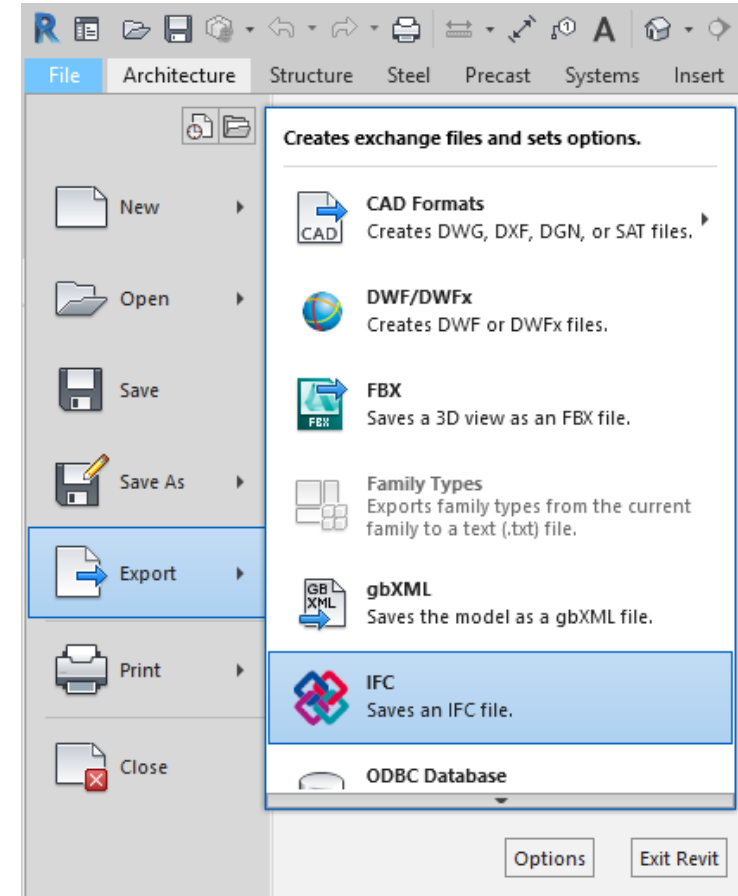 File Architecture Structure Steel Precast Systems Insert
Creates exchange files and sets options.
New
Open
Save
Save As
Export
Print
Close
CAD
CAD Formats
Creates DWG, DXF, DGN, or SAT files.
DWF/DWFx
Creates DWF or DWFx files.
FBX
FBX
Saves a 3D view as an FBX file.
Family Types
Exports family types from the current
family to a text (.txt) file.
GB
XML
gbXML
Saves the model as a gbXML file.
IFC
Saves an IFC file.
ODBC Database
Options Exit Revit